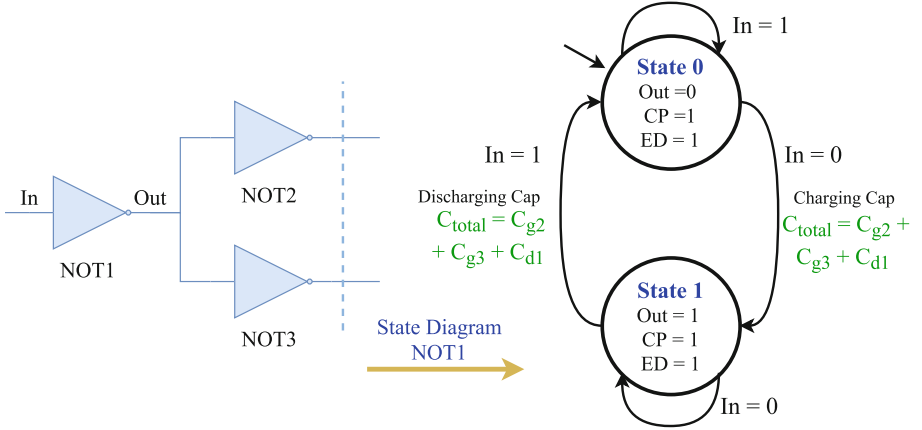 In
Out
NOT1
NOT2
NOT3
State Diagram
NOT1
In = 1
State 0
Out =0
CP =1
ED = 1
In = 1
Discharging Cap
C_total = C_g2
+ C_g3 + C_d1
In = 0
Charging Cap
C_total = C_g2 +
C_g3 + C_d1
State 1
Out = 1
CP = 1
ED = 1
In = 0